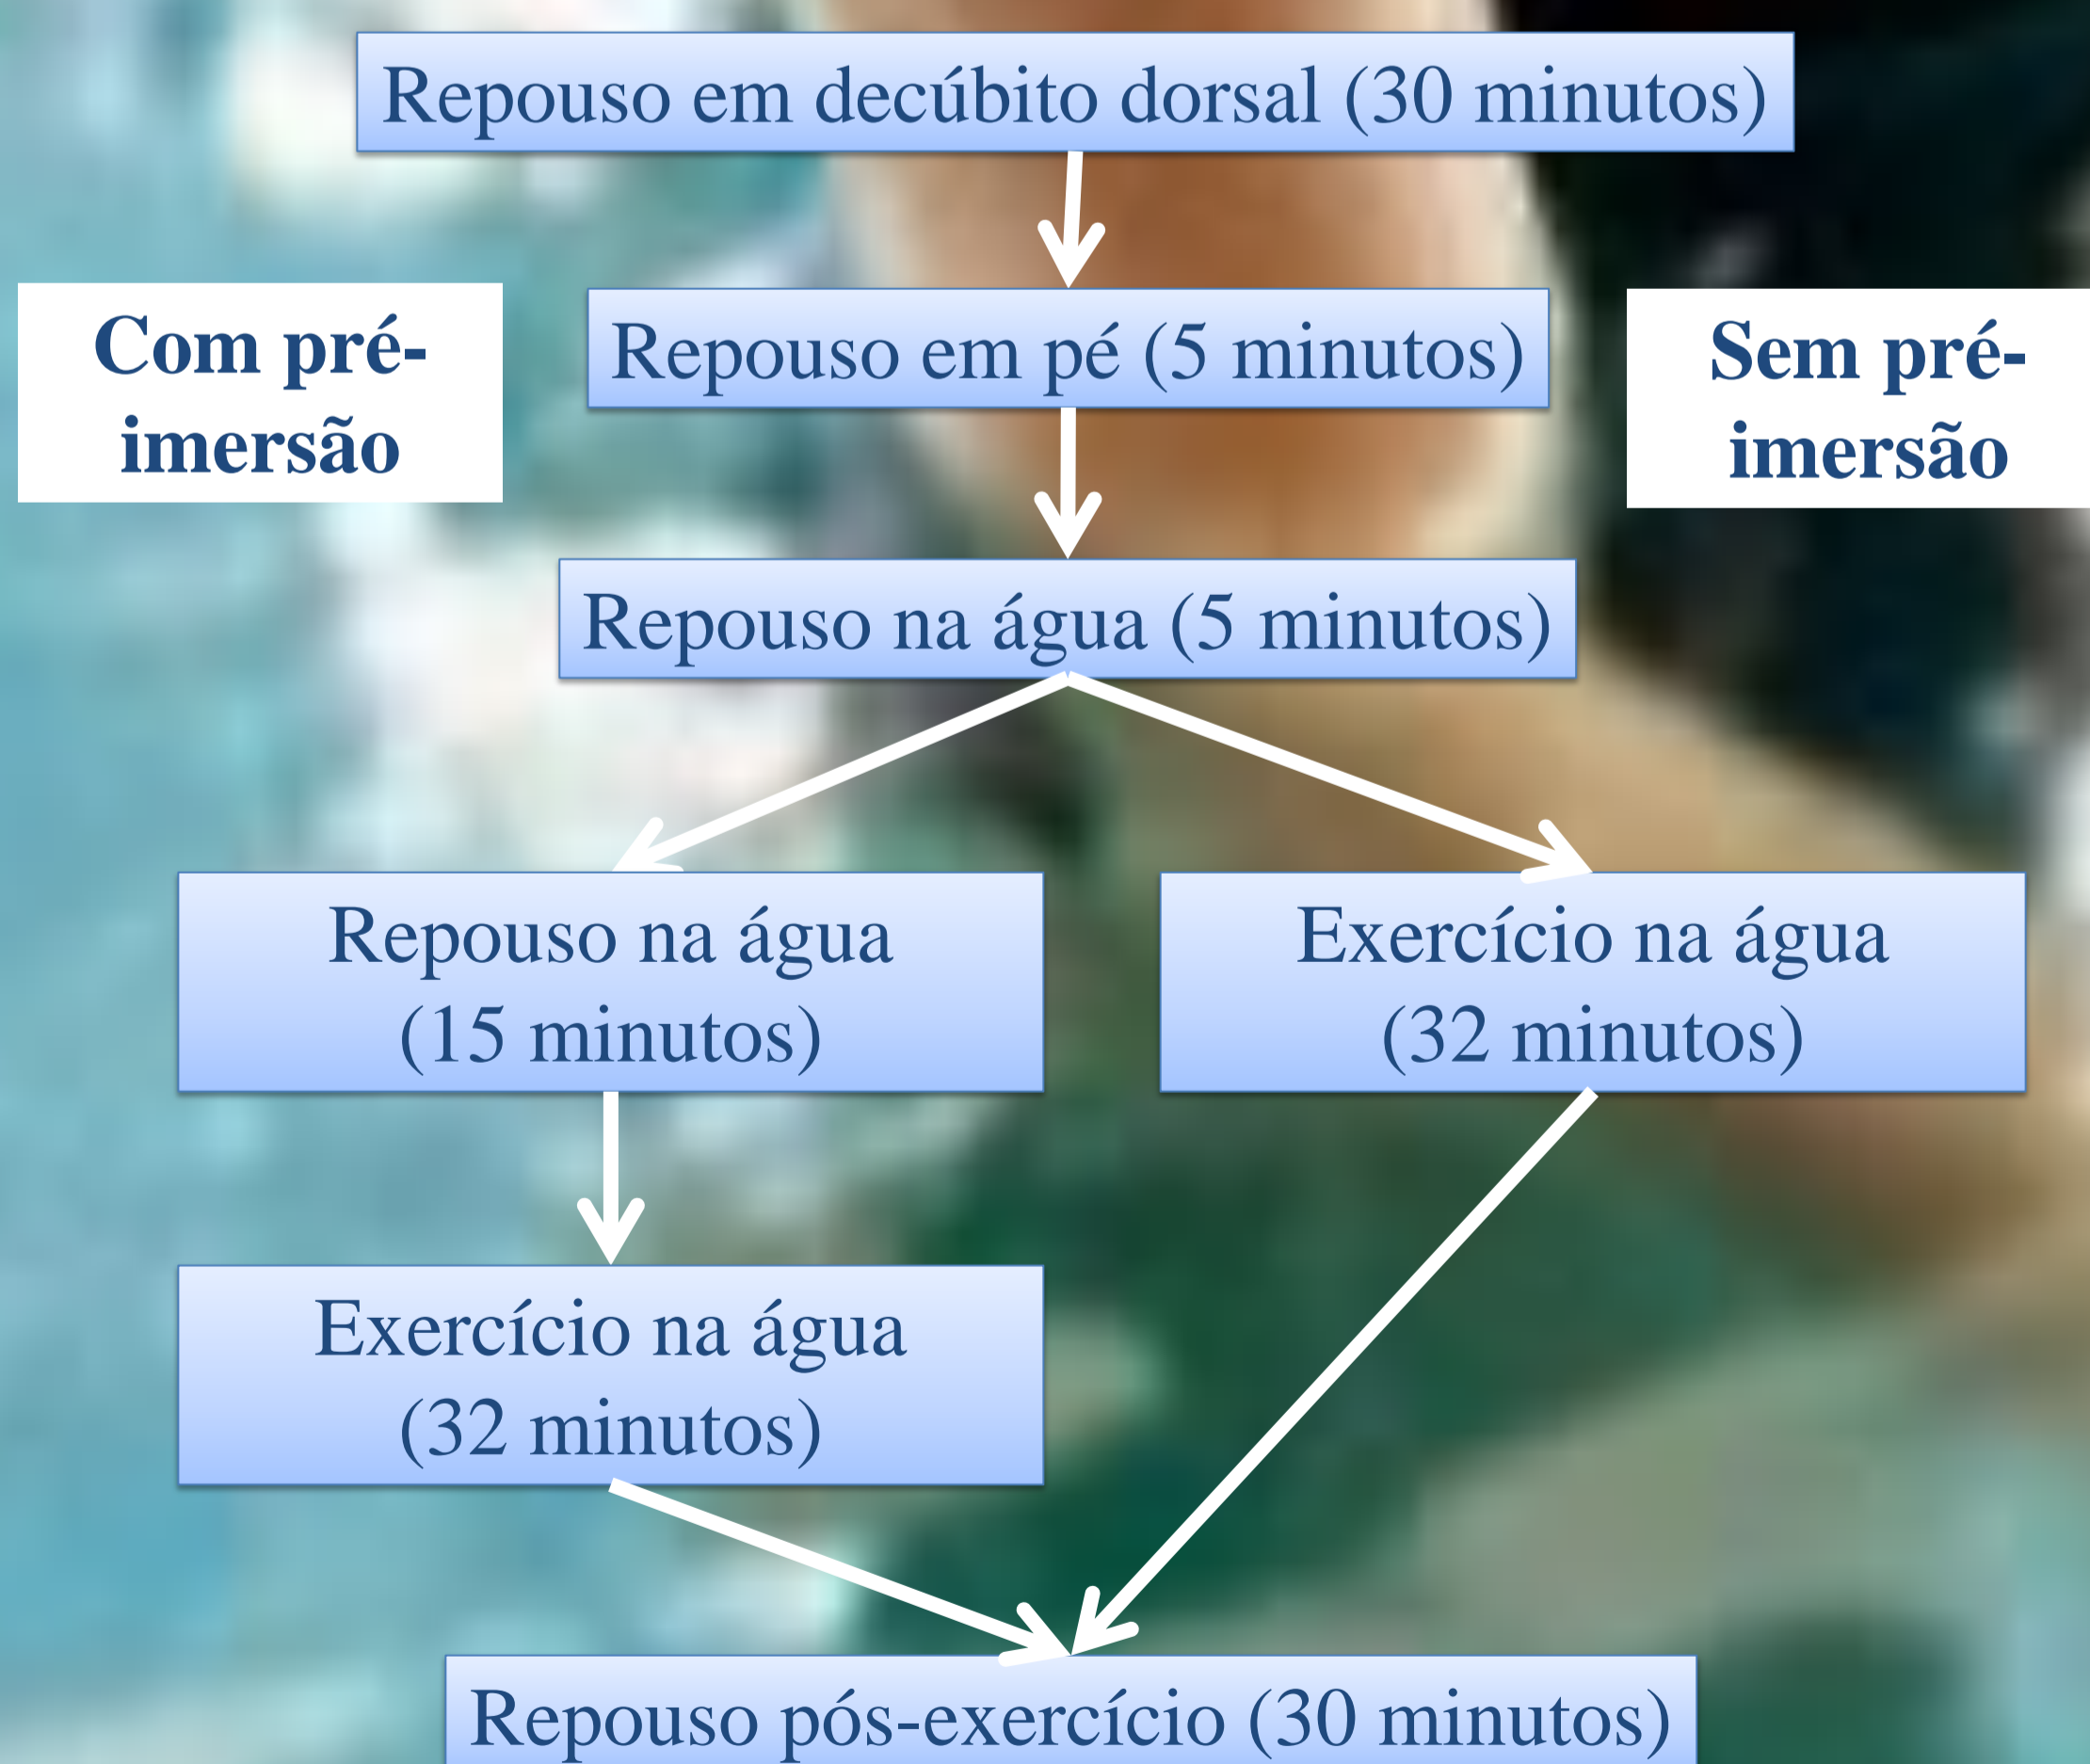 Repouso em decúbito dorsal (30 minutos)
Com pré-
imersão
Repouso em pé (5 minutos)
Sem pré-
imersão
Repouso na água (5 minutos)
Repouso na água
(15 minutos)
Exercício na água
(32 minutos)
Exercício na água
(32 minutos)
Repouso pós-exercício (30 minutos)